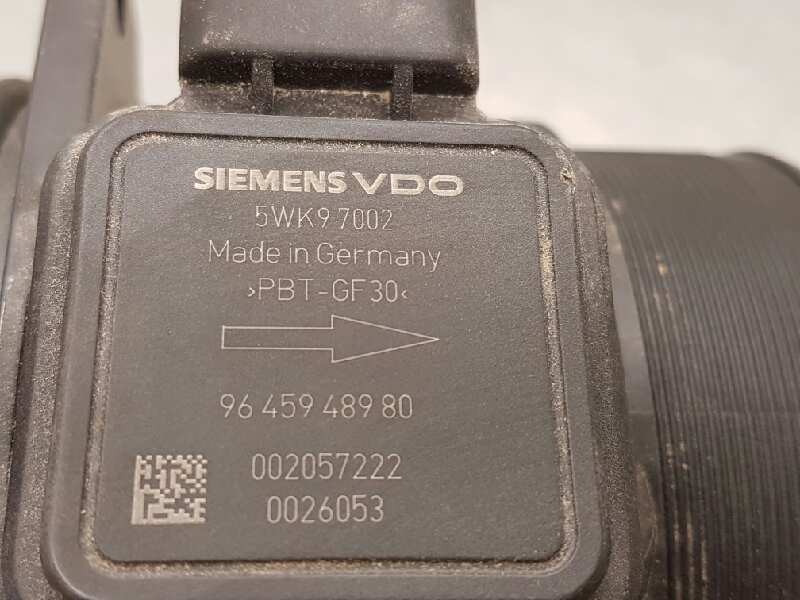 SIEMENS VDO
5WK9 7002
Made in Germany
>PBT-GF30<
96 459 489 80
002057222
0026053